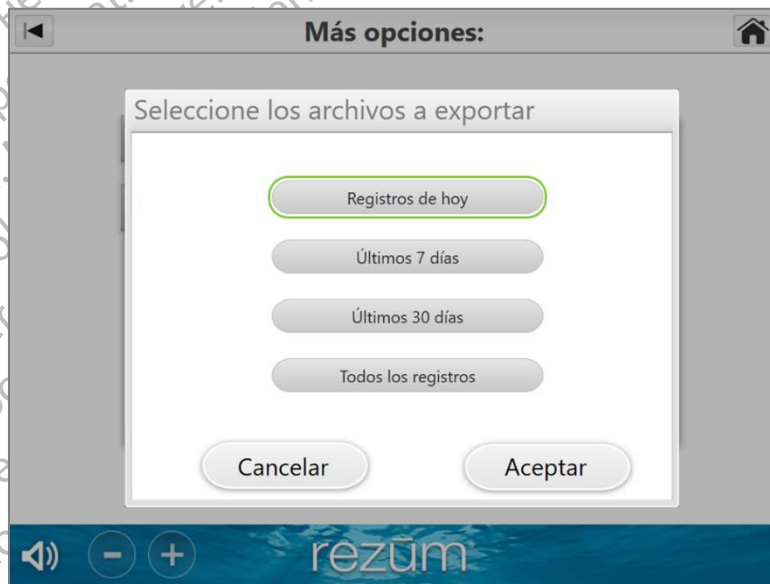 Más opciones:
Seleccione los archivos a exportar
Registros de hoy
Últimos 7 días
Últimos 30 días
Todos los registros
Cancelar
Aceptar
rezūm